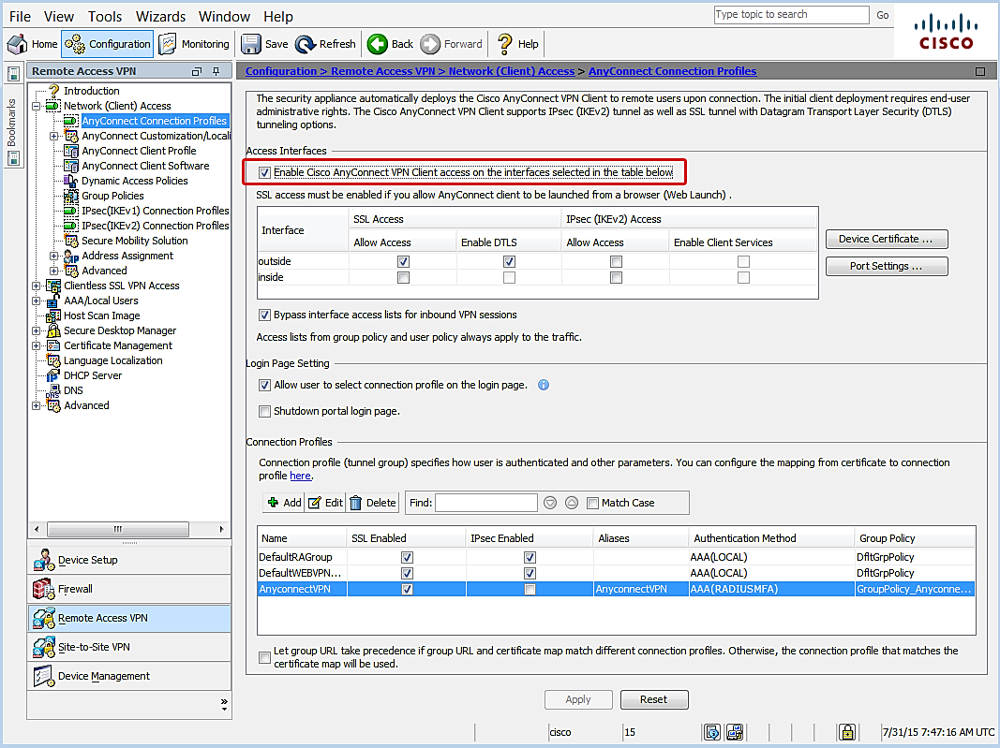 File View Tools Wizards Window Help
Type topic to search Go
CISCO
Home Configuration Monitoring Save Refresh Back Forward Help
Bookmarks
Remote Access VPN
Introduction
Network (Client) Access
AnyConnect Connection Profiles
AnyConnect Customization/Locali
AnyConnect Client Profile
AnyConnect Client Software
Dynamic Access Policies
Group Policies
IPsec(IKEv1) Connection Profiles
IPsec(IKEv2) Connection Profiles
Secure Mobility Solution
Address Assignment
Advanced
Clientless SSL VPN Access
AAA/Local Users
Host Scan Image
Secure Desktop Manager
Certificate Management
Language Localization
DHCP Server
DNS
DNS
Advanced
Device Setup
Firewall
Remote Access VPN
Site-to-Site VPN
Device Management
Configuration > Remote Access VPN > Network (Client) Access > AnyConnect Connection Profiles
The security appliance automatically deploys the Cisco AnyConnect VPN Client to remote users upon connection. The initial client deployment requires end-user
administrative rights. The Cisco AnyConnect VPN Client supports IPsec (IKEv2) tunnel as well as SSL tunnel with Datagram Transport Layer Security (DTLS)
tunneling options.
Access Interfaces
Enable Cisco AnyConnect VPN Client access on the interfaces selected in the table below
SSL access must be enabled if you allow AnyConnect client to be launched from a browser (Web Launch) .
Interface SSL Access IPsec (IKEv2) Access
Allow Access Enable DTLS Allow Access Enable Client Services
outside
inside
Device Certificate ...
Port Settings ...
Bypass interface access lists for inbound VPN sessions
Access lists from group policy and user policy always apply to the traffic.
Login Page Setting
Allow user to select connection profile on the login page.
Shutdown portal login page.
Connection Profiles
Connection profile (tunnel group) specifies how user is authenticated and other parameters. You can configure the mapping from certificate to connection
profile here.
Add Edit Delete Find: Match Case
Name SSL Enabled IPsec Enabled Aliases Authentication Method Group Policy
DefaultRAGroup AAA(LOCAL) DfltGrpPolicy
DefaultWEBVPN... AAA(LOCAL) DfltGrpPolicy
AnyconnectVPN AnyconnectVPN AAA(RADIUSMFA) GroupPolicy_Anyconne...
Let group URL take precedence if group URL and certificate map match different connection profiles. Otherwise, the connection profile that matches the
certificate map will be used.
Apply Reset
cisco 15 7/31/15 7:47:16 AM UTC